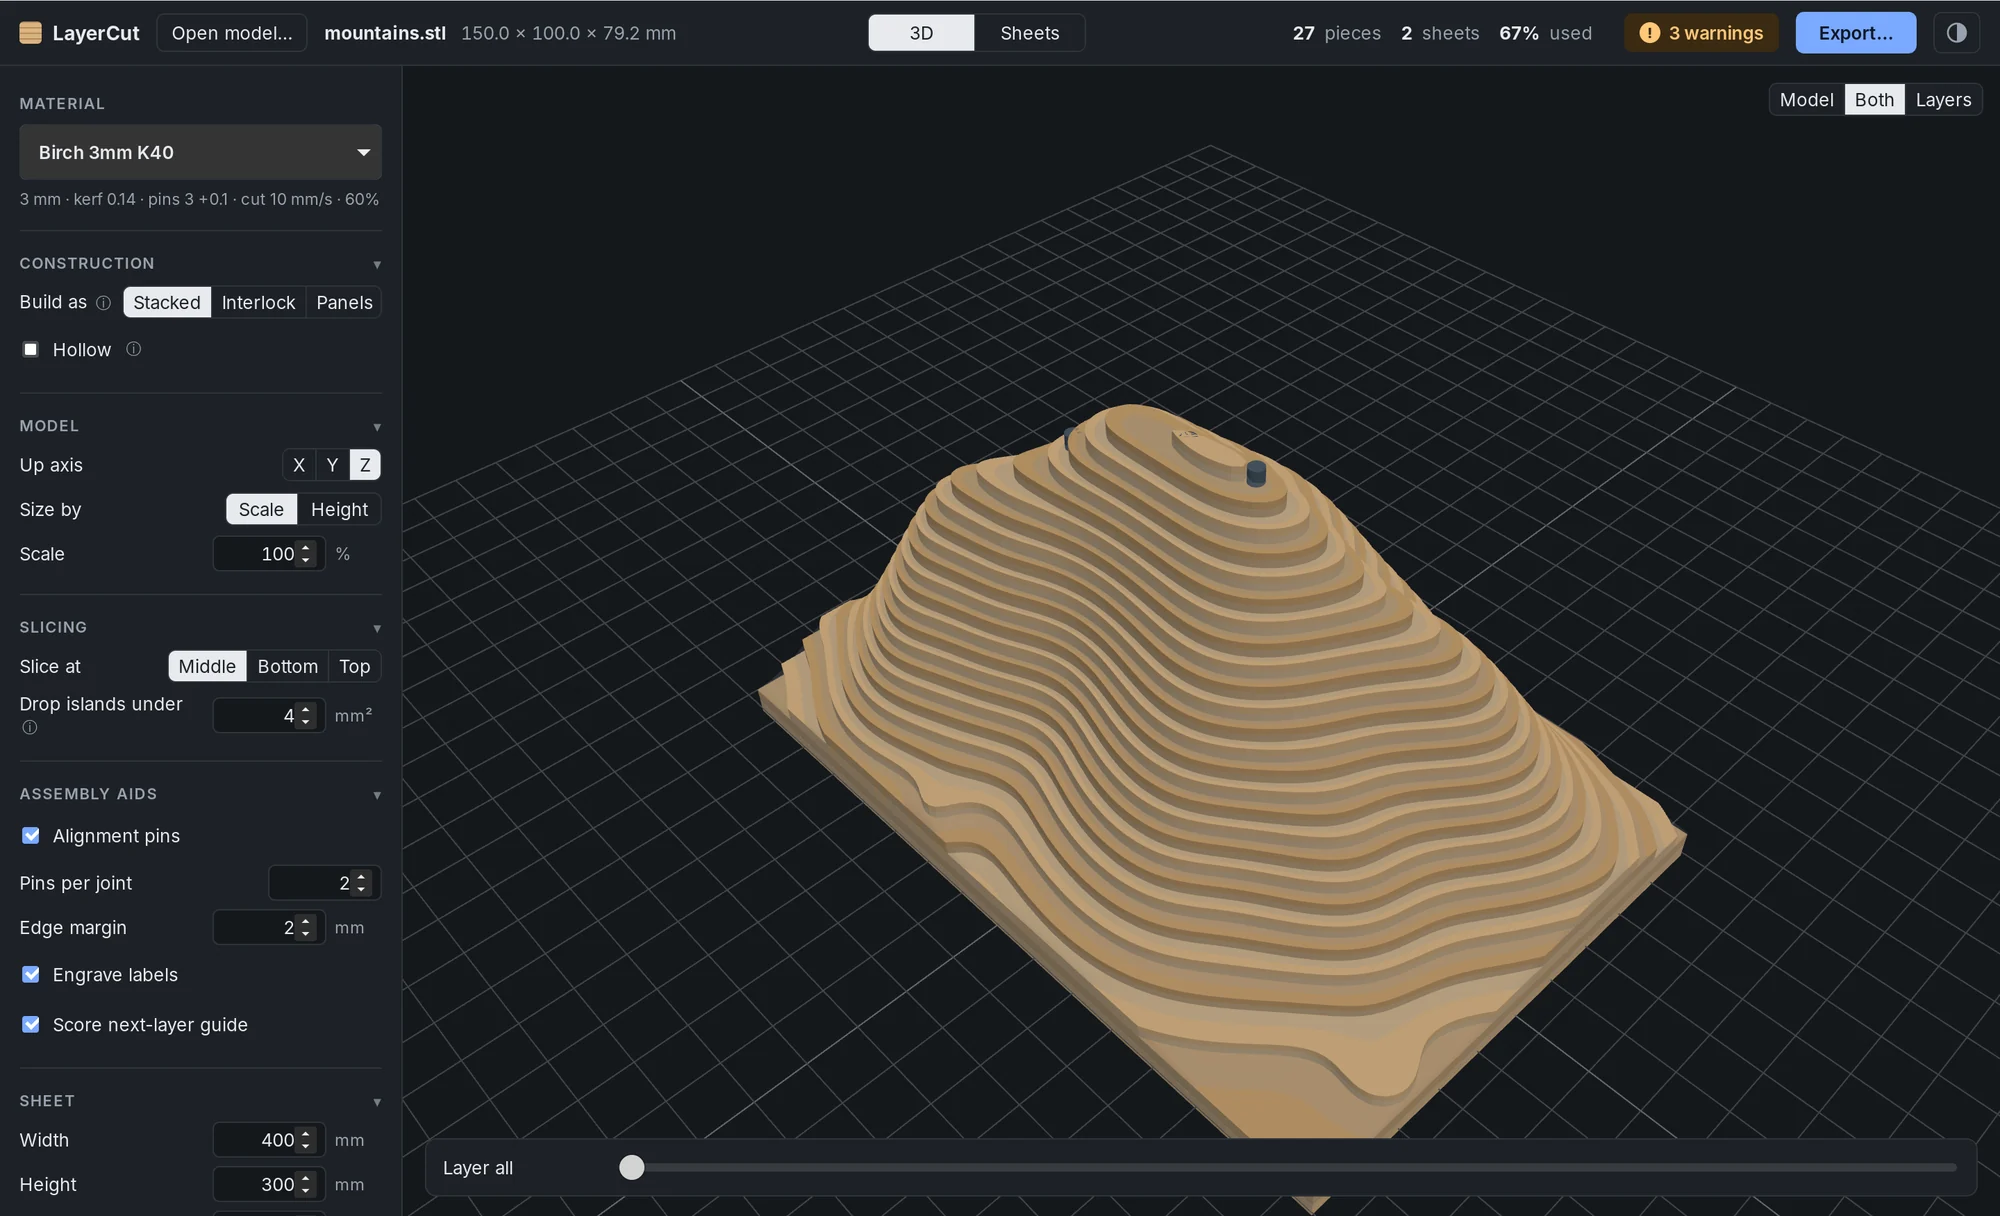 LayerCut Open model... mountains.stl 150.0 × 100.0 × 79.2 mm 3D Sheets 27 pieces 2 sheets 67% used ! 3 warnings Export...
Model Both Layers
MATERIAL
Birch 3mm K40
3 mm · kerf 0.14 · pins 3 +0.1 · cut 10 mm/s · 60%
CONSTRUCTION
Build as ⓘ Stacked Interlock Panels
Hollow ⓘ
MODEL
Up axis X Y Z
Size by Scale Height
Scale 100 %
SLICING
Slice at Middle Bottom Top
Drop islands under ⓘ 4 mm²
ASSEMBLY AIDS
Alignment pins
Pins per joint 2
Edge margin 2 mm
Engrave labels
Score next-layer guide
SHEET
Width 400 mm
Height 300 mm
Layer all